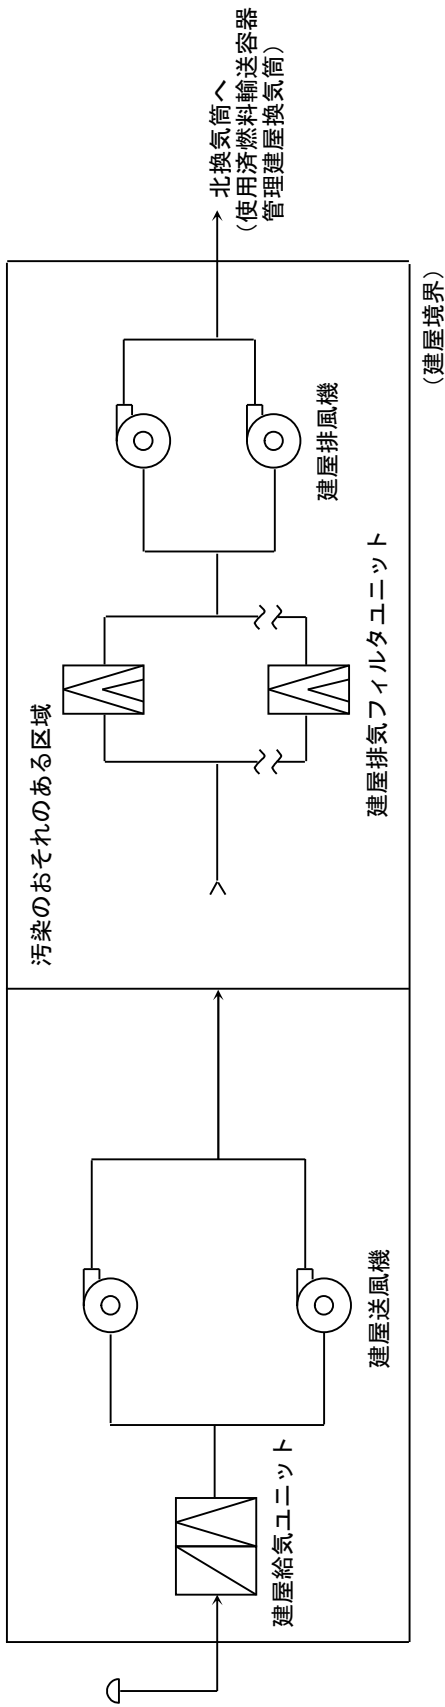 建屋給気ユニット
建屋送風機
汚染のおそれのある区域
建屋排気フィルタユニット
建屋排風機
北換気筒へ
（使用済燃料輸送容器
管理建屋換気筒）
（建屋境界）